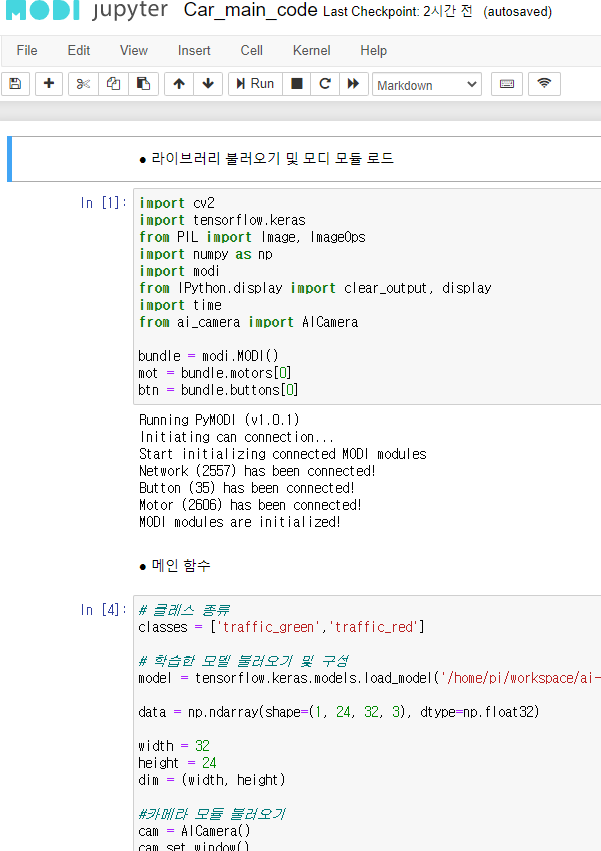 MODI jupyter Car_main_code Last Checkpoint: 2시간 전 (autosaved)
File Edit View Insert Cell Kernel Help
Run Markdown
● 라이브러리 불러오기 및 모디 모듈 로드
In [1]: import cv2
import tensorflow.keras
from PIL import Image, ImageOps
import numpy as np
import modi
from IPython.display import clear_output, display
import time
from ai_camera import AICamera
bundle = modi.MODI()
mot = bundle.motors[0]
btn = bundle.buttons[0]
Running PyMODI (v1.0.1)
Initiating can connection...
Start initializing connected MODI modules
Network (2557) has been connected!
Button (35) has been connected!
Motor (2606) has been connected!
MODI modules are initialized!
● 메인 함수
In [4]: # 클래스 종류
classes = ['traffic_green','traffic_red']
# 학습한 모델 불러오기 및 구성
model = tensorflow.keras.models.load_model('/home/pi/workspace/ai-
data = np.ndarray(shape=(1, 24, 32, 3), dtype=np.float32)
width = 32
height = 24
dim = (width, height)
#카메라 모듈 불러오기
cam = AICamera()
cam.set_window()